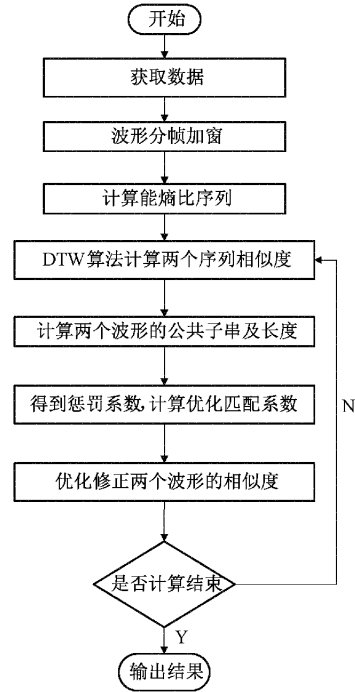 开始
获取数据
波形分帧加窗
计算能熵比序列
DTW算法计算两个序列相似度
计算两个波形的公共子串及长度
得到惩罚系数,计算优化匹配系数
N
优化修正两个波形的相似度
是否计算结束
Y
输出结果